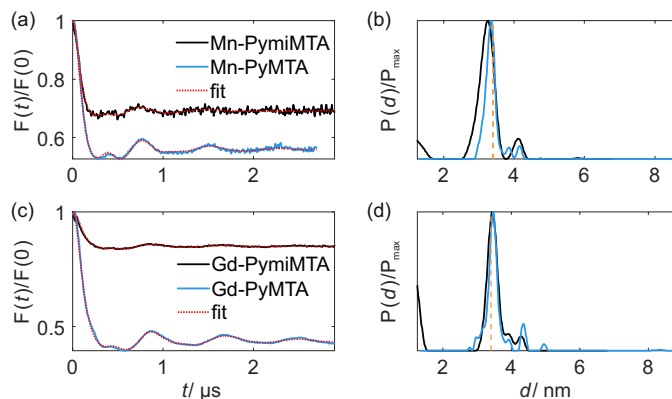 (a)
1
0.8
0.6
F(t)/F(0)
Mn-PymiMTA
Mn-PyMTA
fit
0
1
2
(b)
P(d)/Pmax
2
4
6
8
(c)
1
0.5
F(t)/F(0)
Gd-PymiMTA
Gd-PyMTA
fit
0
1
2
t/ μs
(d)
P(d)/Pmax
2
4
6
8
d/ nm